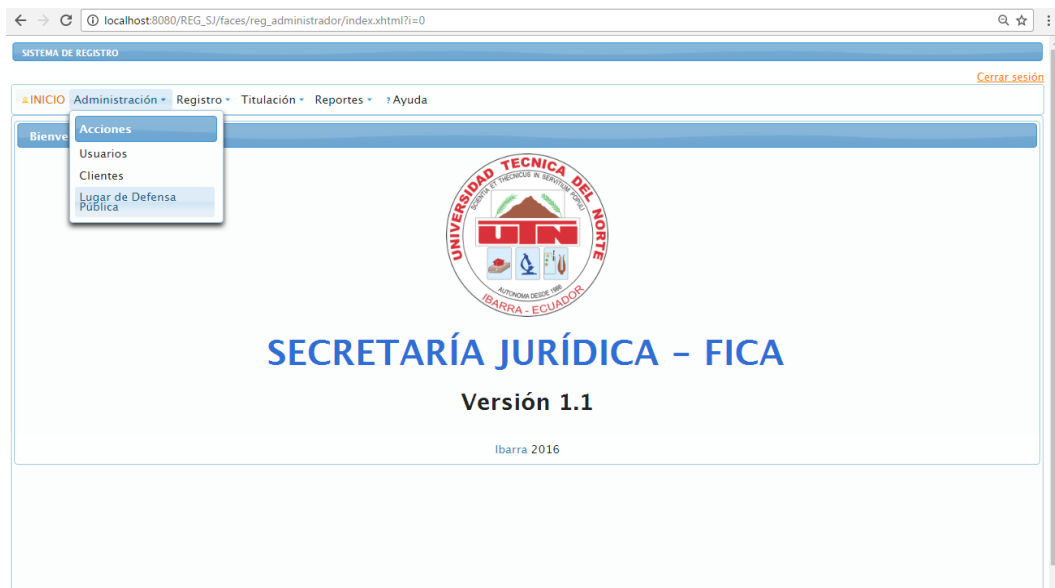 localhost:8080/REG_SJ/faces/reg_administrador/index.xhtml?i=0
SISTEMA DE REGISTRO
Cerrar sesión
INICIO Administración Registro Titulación Reportes ? Ayuda
Bienve
Acciones
Usuarios
Clientes
Lugar de Defensa
Pública
UNIVERSIDAD TECNICA DEL NORTE
SCIENTIA ET THECNICUS IN SERVITIUM POPULI
UTN
AUTONOMA DESDE 1986
IBARRA - ECUADOR
SECRETARÍA JURÍDICA – FICA
Versión 1.1
Ibarra 2016